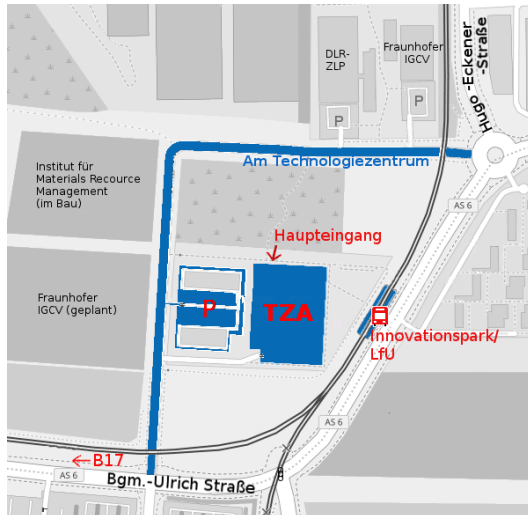 DLR-
ZLP
Fraunhofer
IGCV
P
P
Hugo -Eckener
-Straße
Am Technologiezentrum
AS 6
Institut für
Materials Recource
Management
(im Bau)
Haupteingang
Fraunhofer
IGCV (geplant)
P
TZA
Innovationspark/
LfU
AS 6
B17
AS 6
Bgm.-Ulrich Straße